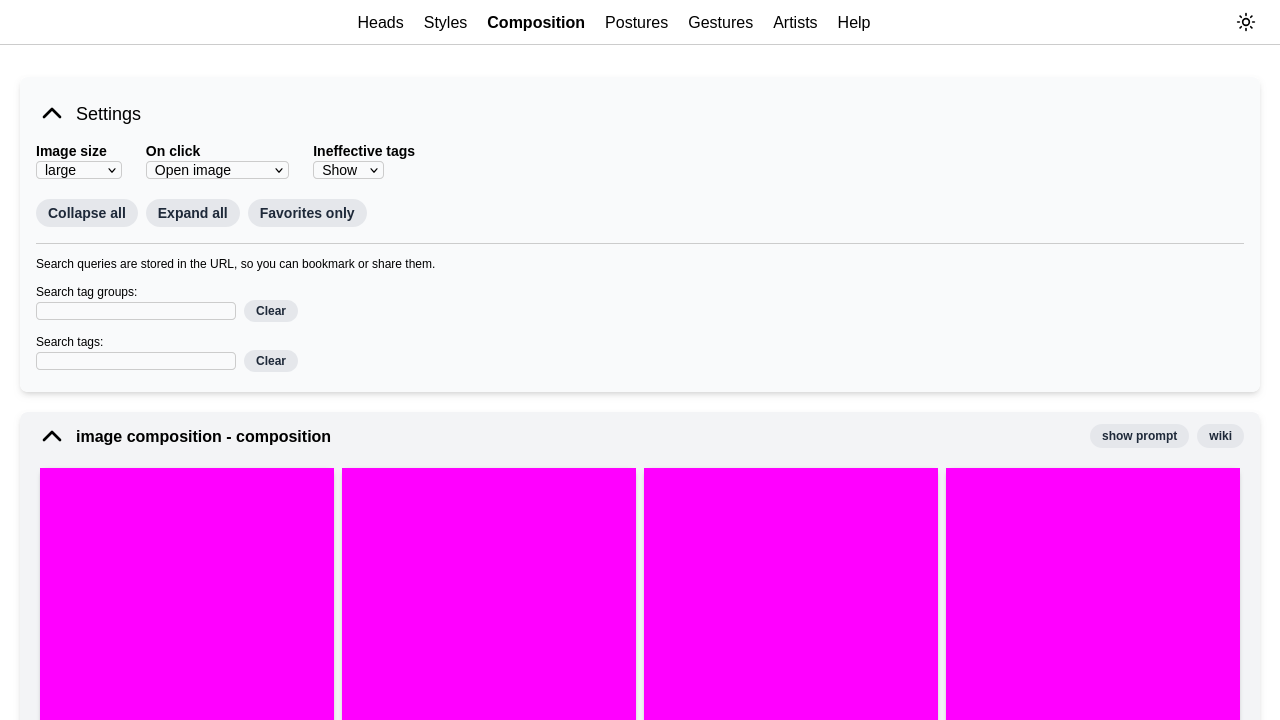 Heads Styles Composition Postures Gestures Artists Help
Settings
Image size On click Ineffective tags
large Open image Show
Collapse all Expand all Favorites only
Search queries are stored in the URL, so you can bookmark or share them.
Search tag groups:
Clear
Search tags:
Clear
image composition - composition show prompt wiki